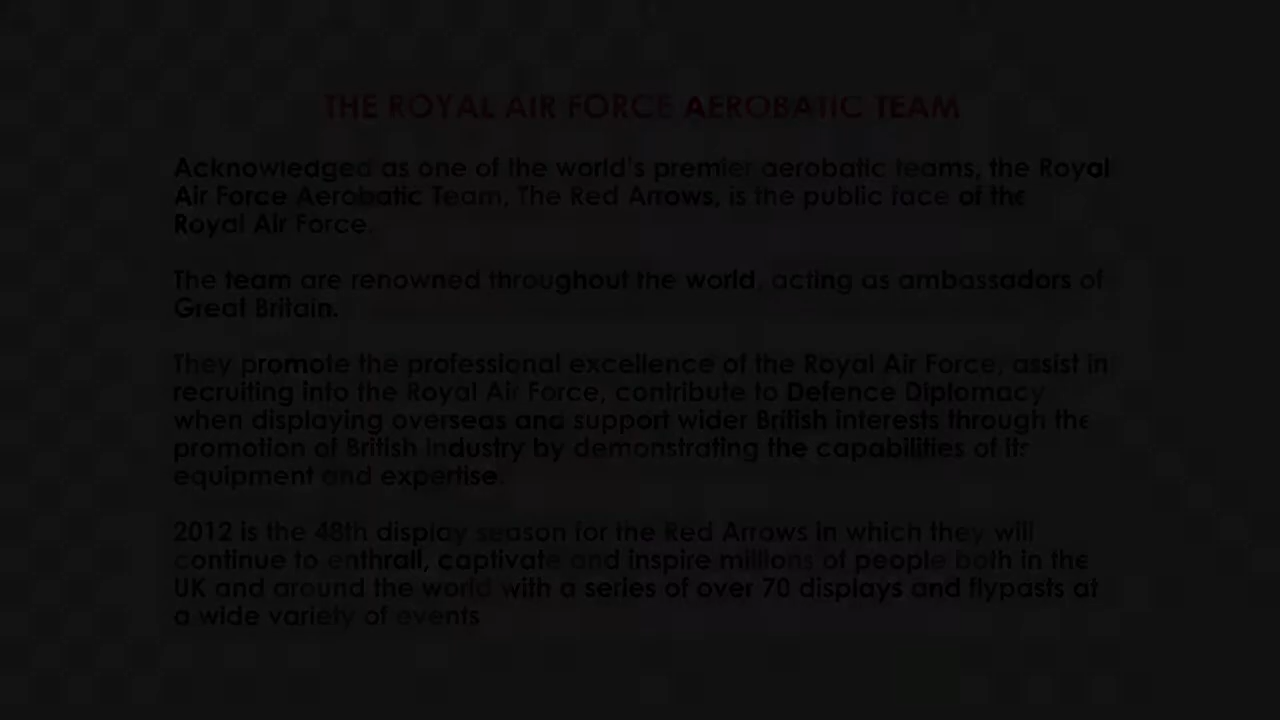 THE ROYAL AIR FORCE AEROBATIC TEAM
Acknowledged as one of the world's premier aerobatic teams, the Royal
Air Force Aerobatic Team, The Red Arrows, is the public face of the
Royal Air Force.
The team are renowned throughout the world, acting as ambassadors of
Great Britain.
They promote the professional excellence of the Royal Air Force, assist in
recruiting into the Royal Air Force, contribute to Defence Diplomacy
when displaying overseas and support wider British interests through the
promotion of British industry by demonstrating the capabilities of its
equipment and expertise.
2012 is the 48th display season for the Red Arrows in which they will
continue to enthrall, captivate and inspire millions of people both in the
UK and around the world with a series of over 70 displays and flypasts at
a wide variety of events